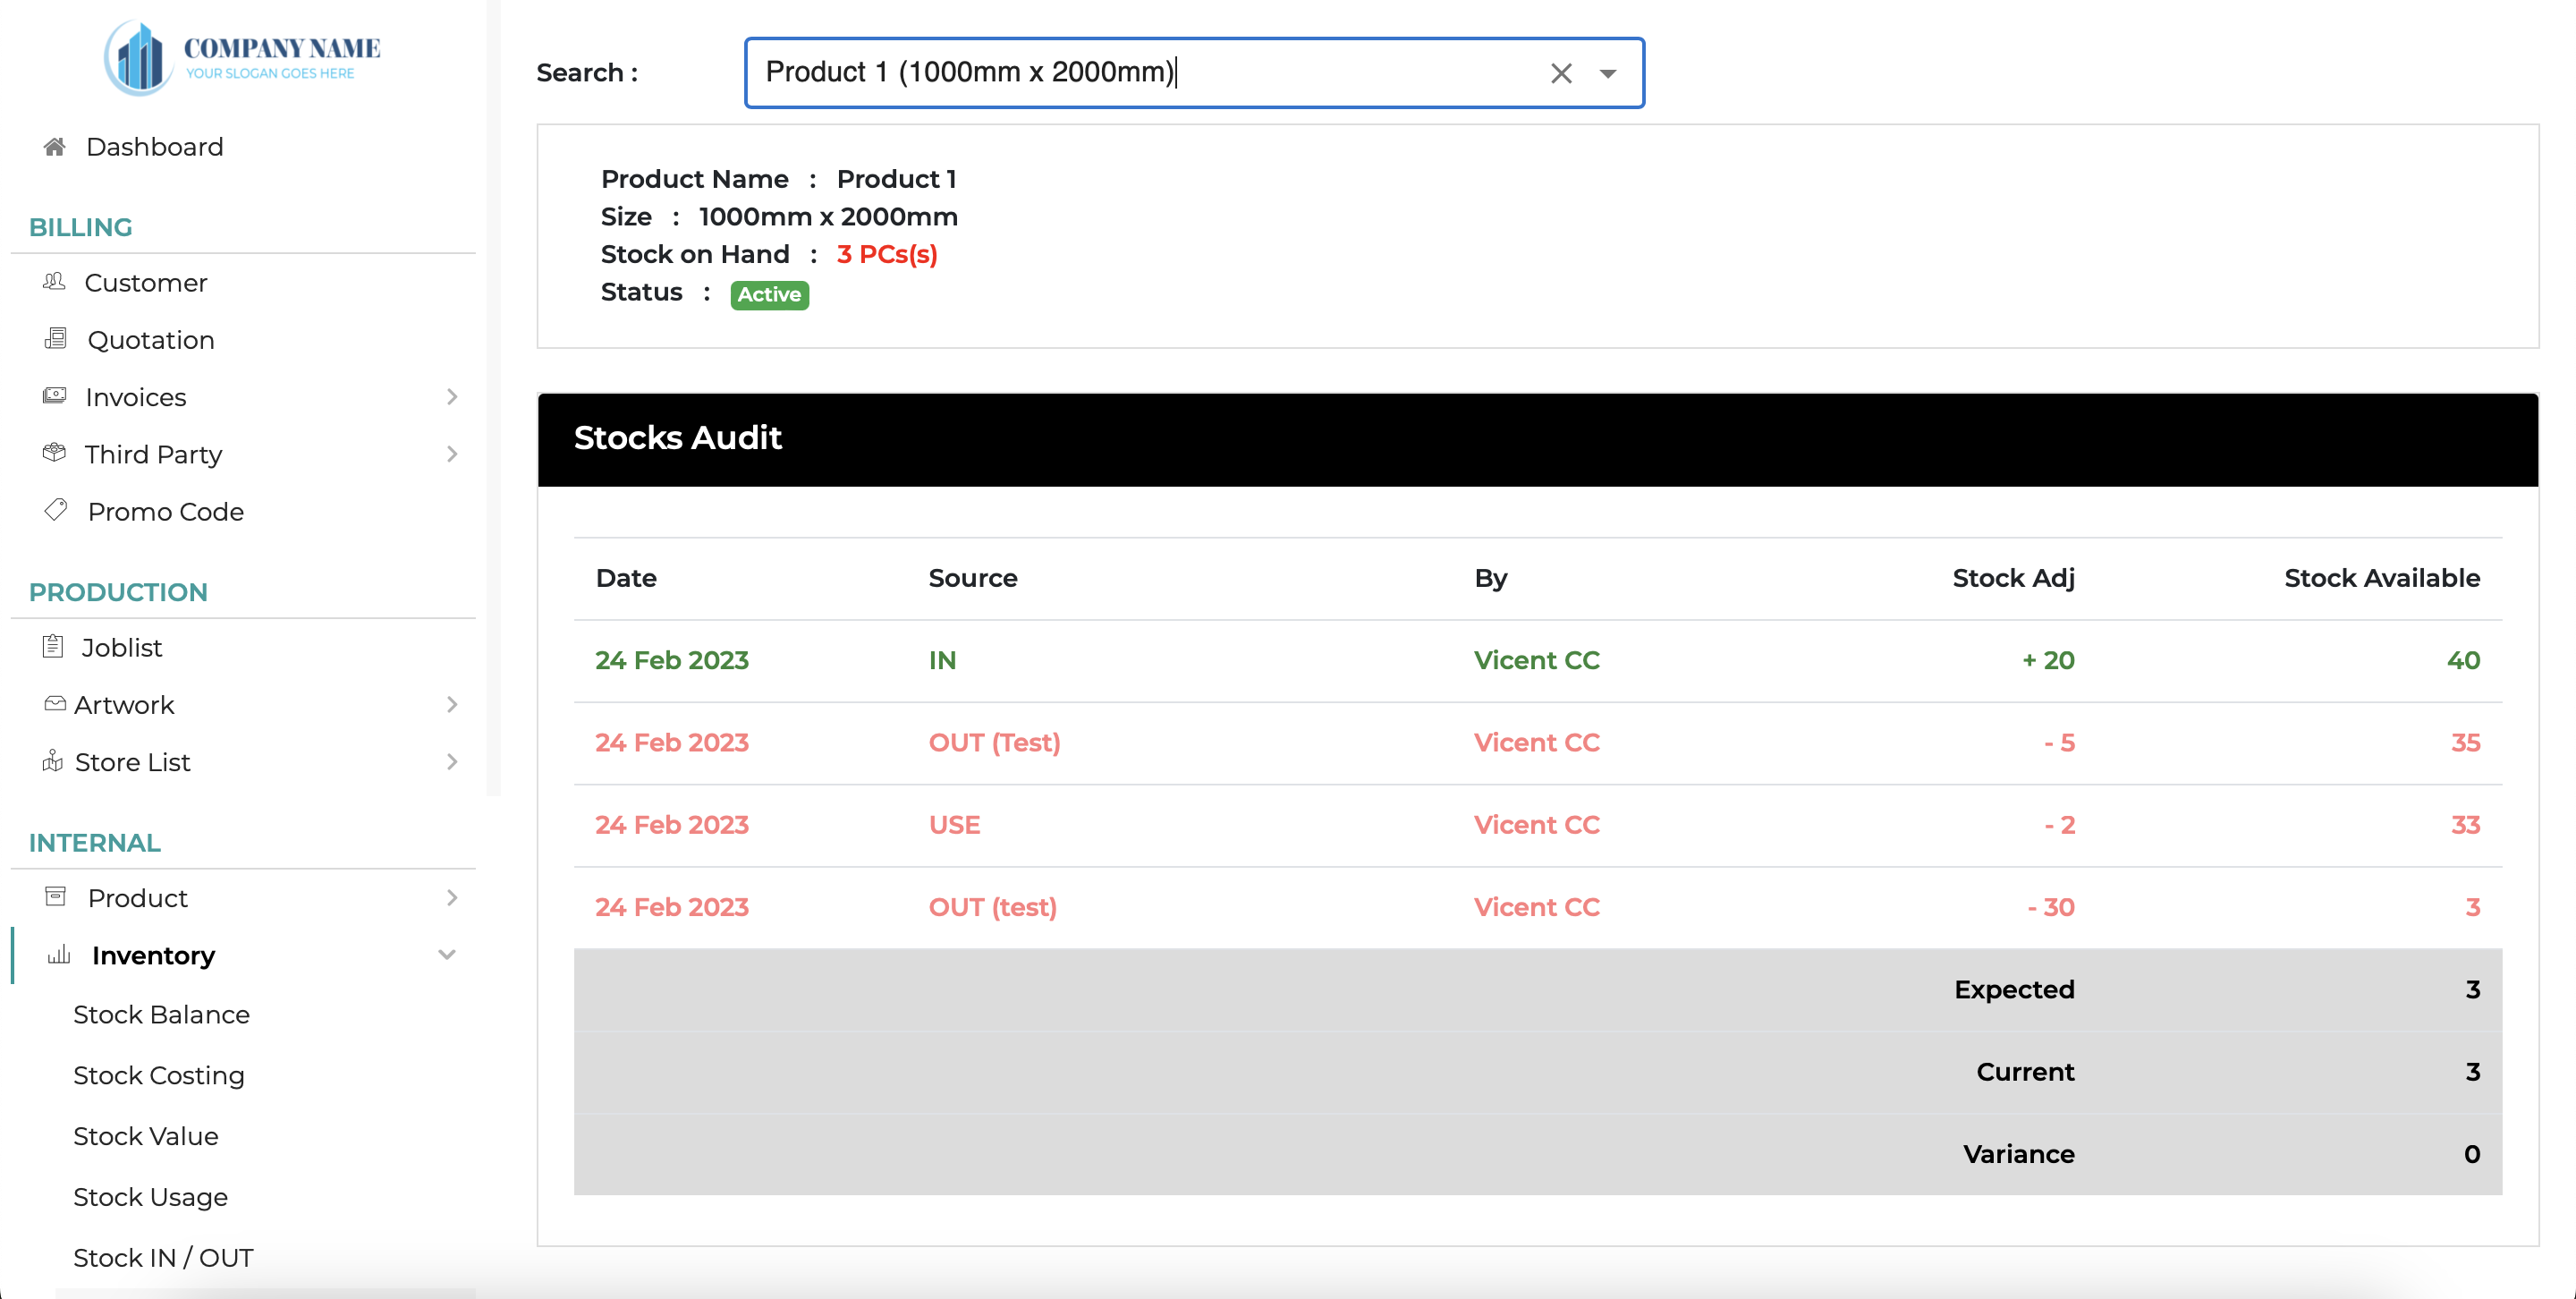 COMPANY NAME
YOUR SLOGAN GOES HERE
Dashboard
BILLING
Customer
Quotation
Invoices
Third Party
Promo Code
PRODUCTION
Joblist
Artwork
Store List
INTERNAL
Product
Inventory
Stock Balance
Stock Costing
Stock Value
Stock Usage
Stock IN / OUT
Search :
Product 1 (1000mm x 2000mm)
Product Name : Product 1
Size : 1000mm x 2000mm
Stock on Hand : 3 PCs(s)
Status : Active
Stocks Audit
Date Source By Stock Adj Stock Available
24 Feb 2023 IN Vicent CC + 20 40
24 Feb 2023 OUT (Test) Vicent CC - 5 35
24 Feb 2023 USE Vicent CC - 2 33
24 Feb 2023 OUT (test) Vicent CC - 30 3
Expected 3
Current 3
Variance 0